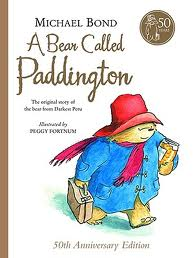 MICHAEL BOND
50
YEARS
A Bear Called
Paddington
The original story of
the bear from Darkest Peru
Illustrated by
PEGGY FORTNUM
50th Anniversary Edition